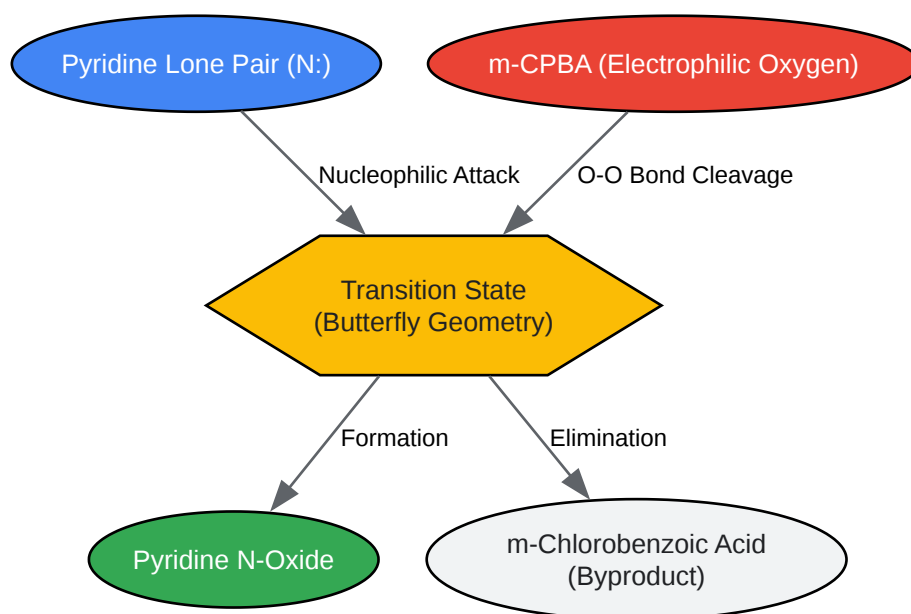 Pyridine Lone Pair (N:)
m-CPBA (Electrophilic Oxygen)
Nucleophilic Attack
O-O Bond Cleavage
Transition State
(Butterfly Geometry)
Formation
Elimination
Pyridine N-Oxide
m-Chlorobenzoic Acid
(Byproduct)